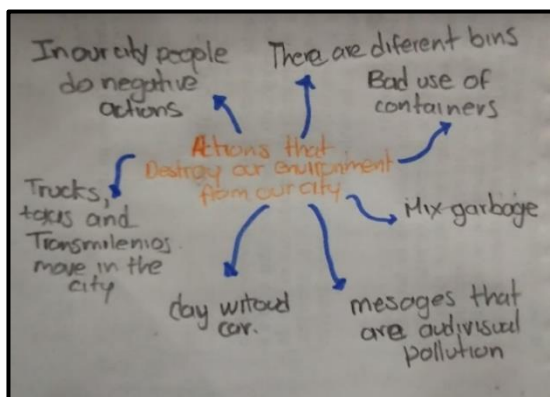 In our city people
do negative
actions
There are diferent bins
Bad use of
containers
Actions that
Destroy our environment
from our city
Trucks,
taxis and
Transmilenios
move in the
city
Mix garbage
day witoud
car.
mesages that
are audivisual
pollution